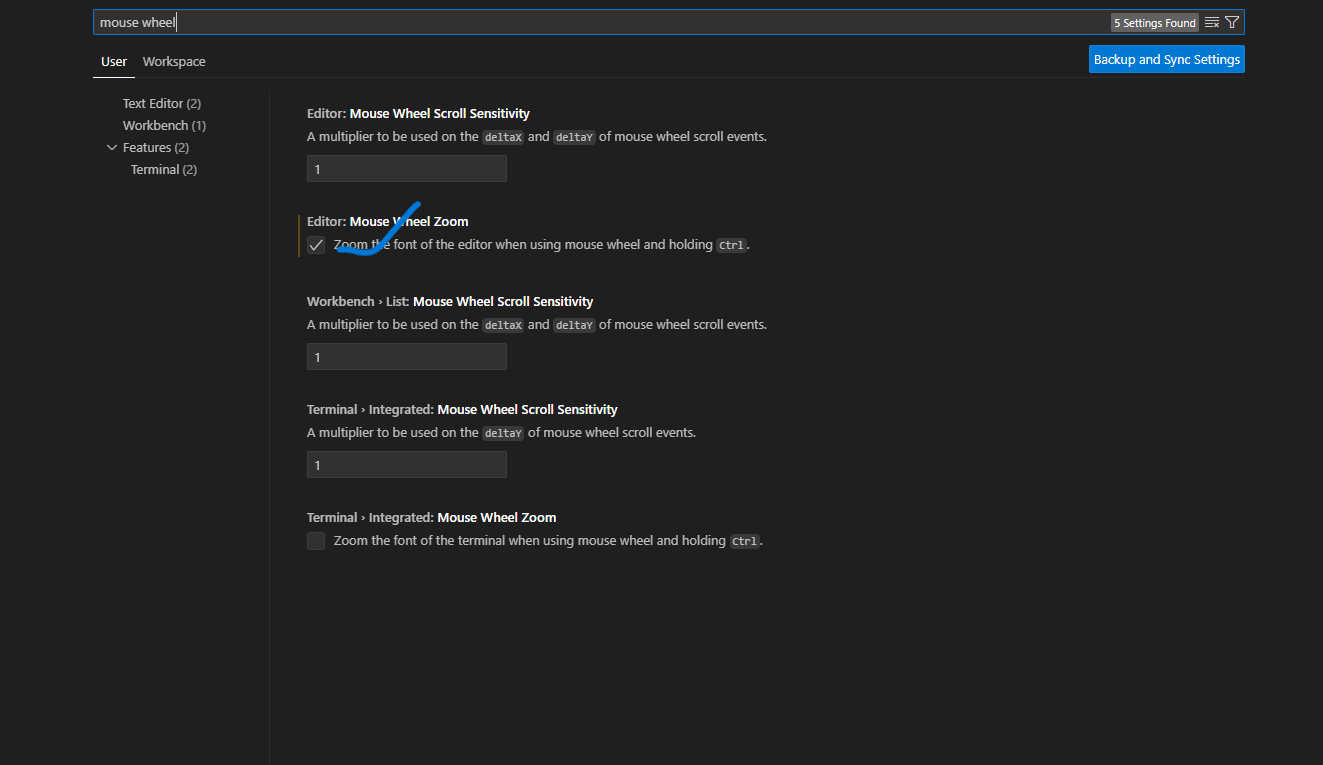 mouse wheel
5 Settings Found
User Workspace
Backup and Sync Settings
Text Editor (2)
Workbench (1)
Features (2)
Terminal (2)
Editor: Mouse Wheel Scroll Sensitivity
A multiplier to be used on the deltaX and deltaY of mouse wheel scroll events.
1
Editor: Mouse Wheel Zoom
Zoom the font of the editor when using mouse wheel and holding Ctrl.
Workbench › List: Mouse Wheel Scroll Sensitivity
A multiplier to be used on the deltaX and deltaY of mouse wheel scroll events.
1
Terminal › Integrated: Mouse Wheel Scroll Sensitivity
A multiplier to be used on the deltaY of mouse wheel scroll events.
1
Terminal › Integrated: Mouse Wheel Zoom
Zoom the font of the terminal when using mouse wheel and holding Ctrl.